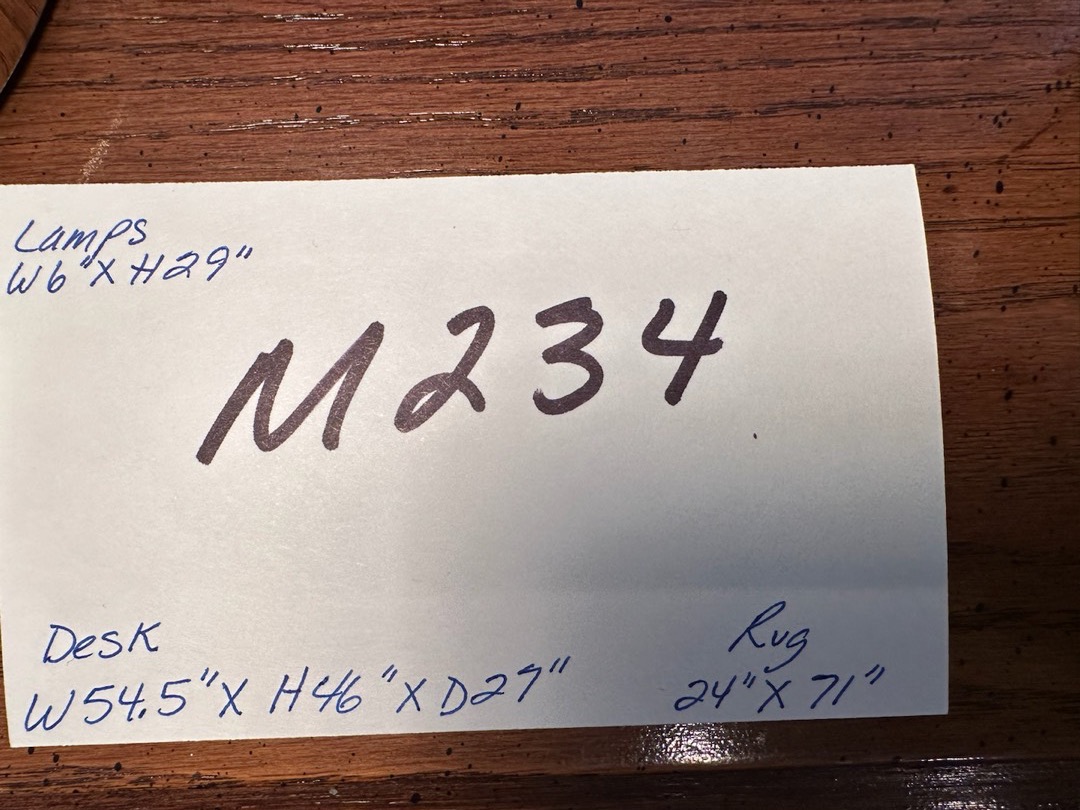 Lamps
W6"X H29"
M234
Desk
W54.5"X H46"X D27"
Rug
24"X 71"